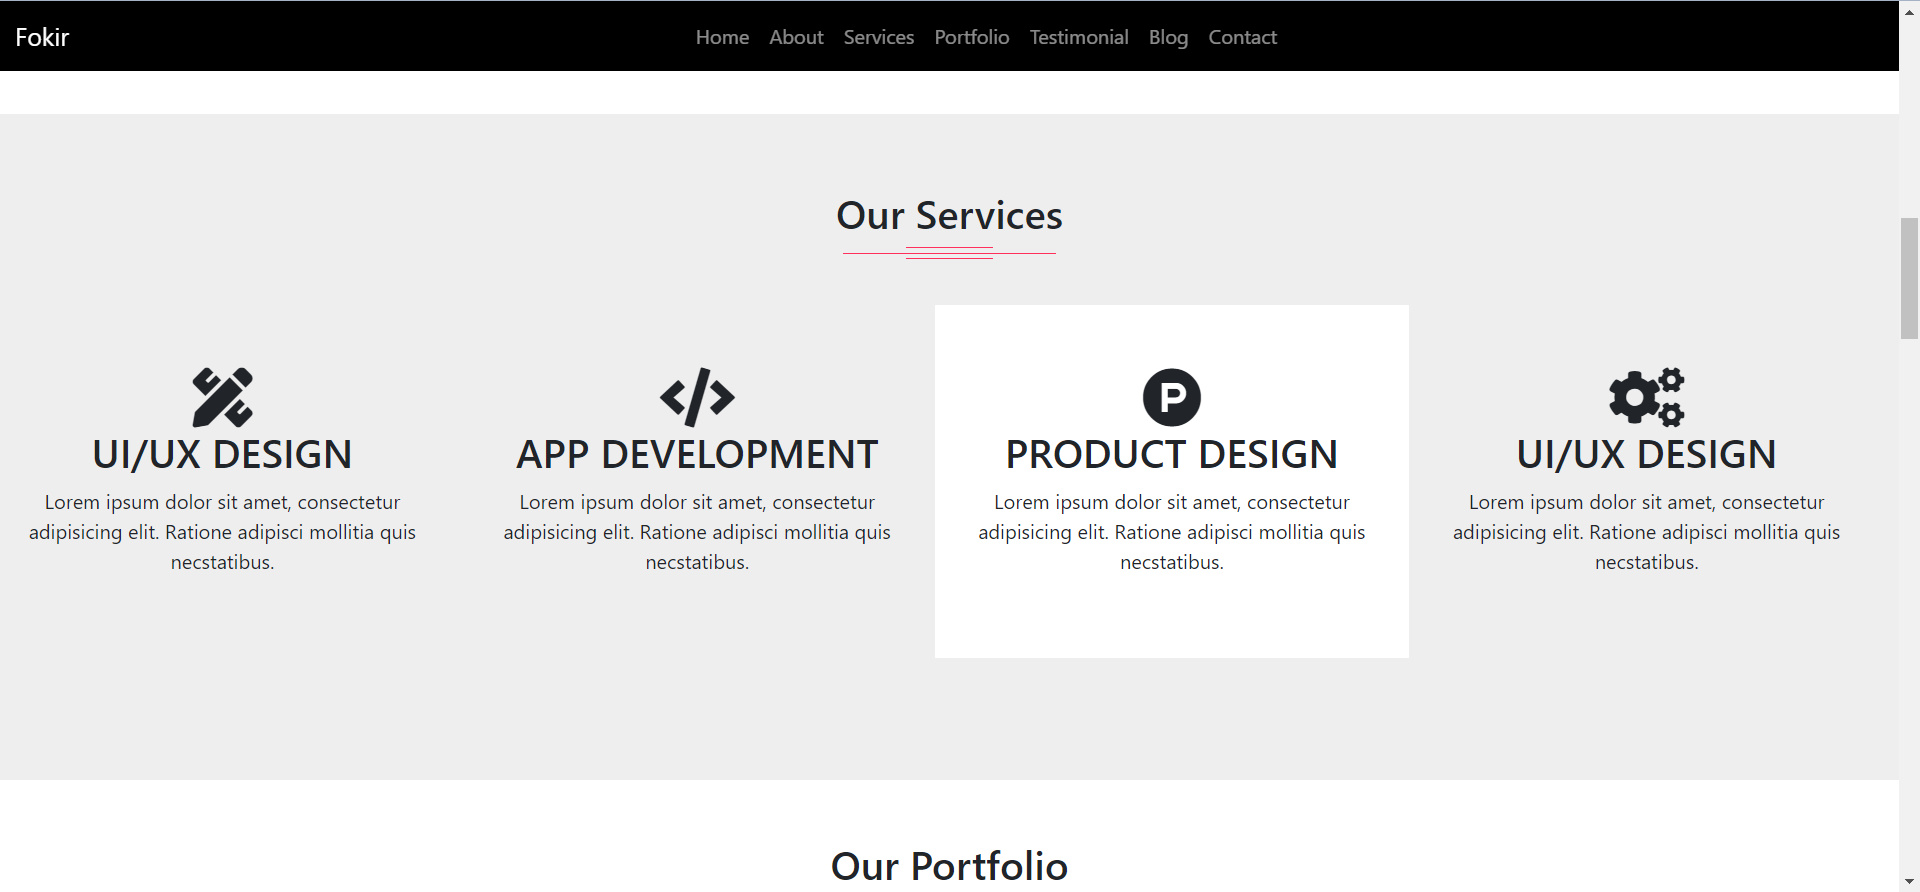 Fokir
Home About Services Portfolio Testimonial Blog Contact
Our Services
UI/UX DESIGN
Lorem ipsum dolor sit amet, consectetur
adipisicing elit. Ratione adipisci mollitia quis
necstatibus.
APP DEVELOPMENT
Lorem ipsum dolor sit amet, consectetur
adipisicing elit. Ratione adipisci mollitia quis
necstatibus.
P
PRODUCT DESIGN
Lorem ipsum dolor sit amet, consectetur
adipisicing elit. Ratione adipisci mollitia quis
necstatibus.
UI/UX DESIGN
Lorem ipsum dolor sit amet, consectetur
adipisicing elit. Ratione adipisci mollitia quis
necstatibus.
Our Portfolio